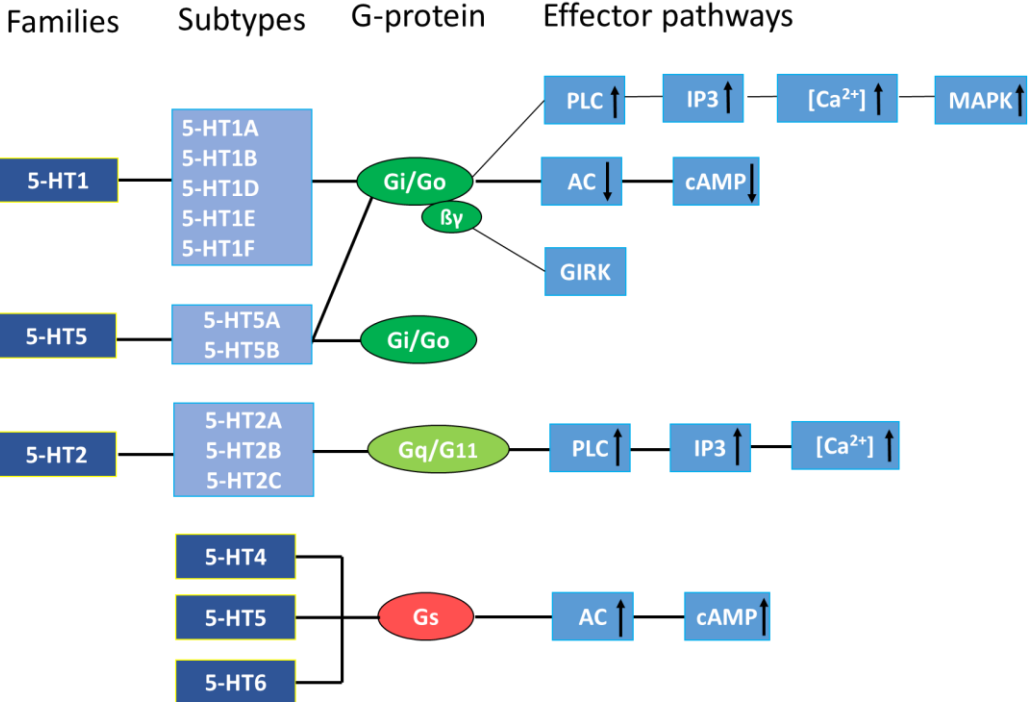 Families Subtypes G-protein Effector pathways
PLC IP3 [Ca²⁺] MAPK
5-HT1
5-HT1A
5-HT1B
5-HT1D
5-HT1E
5-HT1F
Gi/Go
ßγ
AC cAMP
GIRK
5-HT5
5-HT5A
5-HT5B
Gi/Go
5-HT2
5-HT2A
5-HT2B
5-HT2C
Gq/G11
PLC IP3 [Ca²⁺]
5-HT4
5-HT5
5-HT6
Gs
AC cAMP